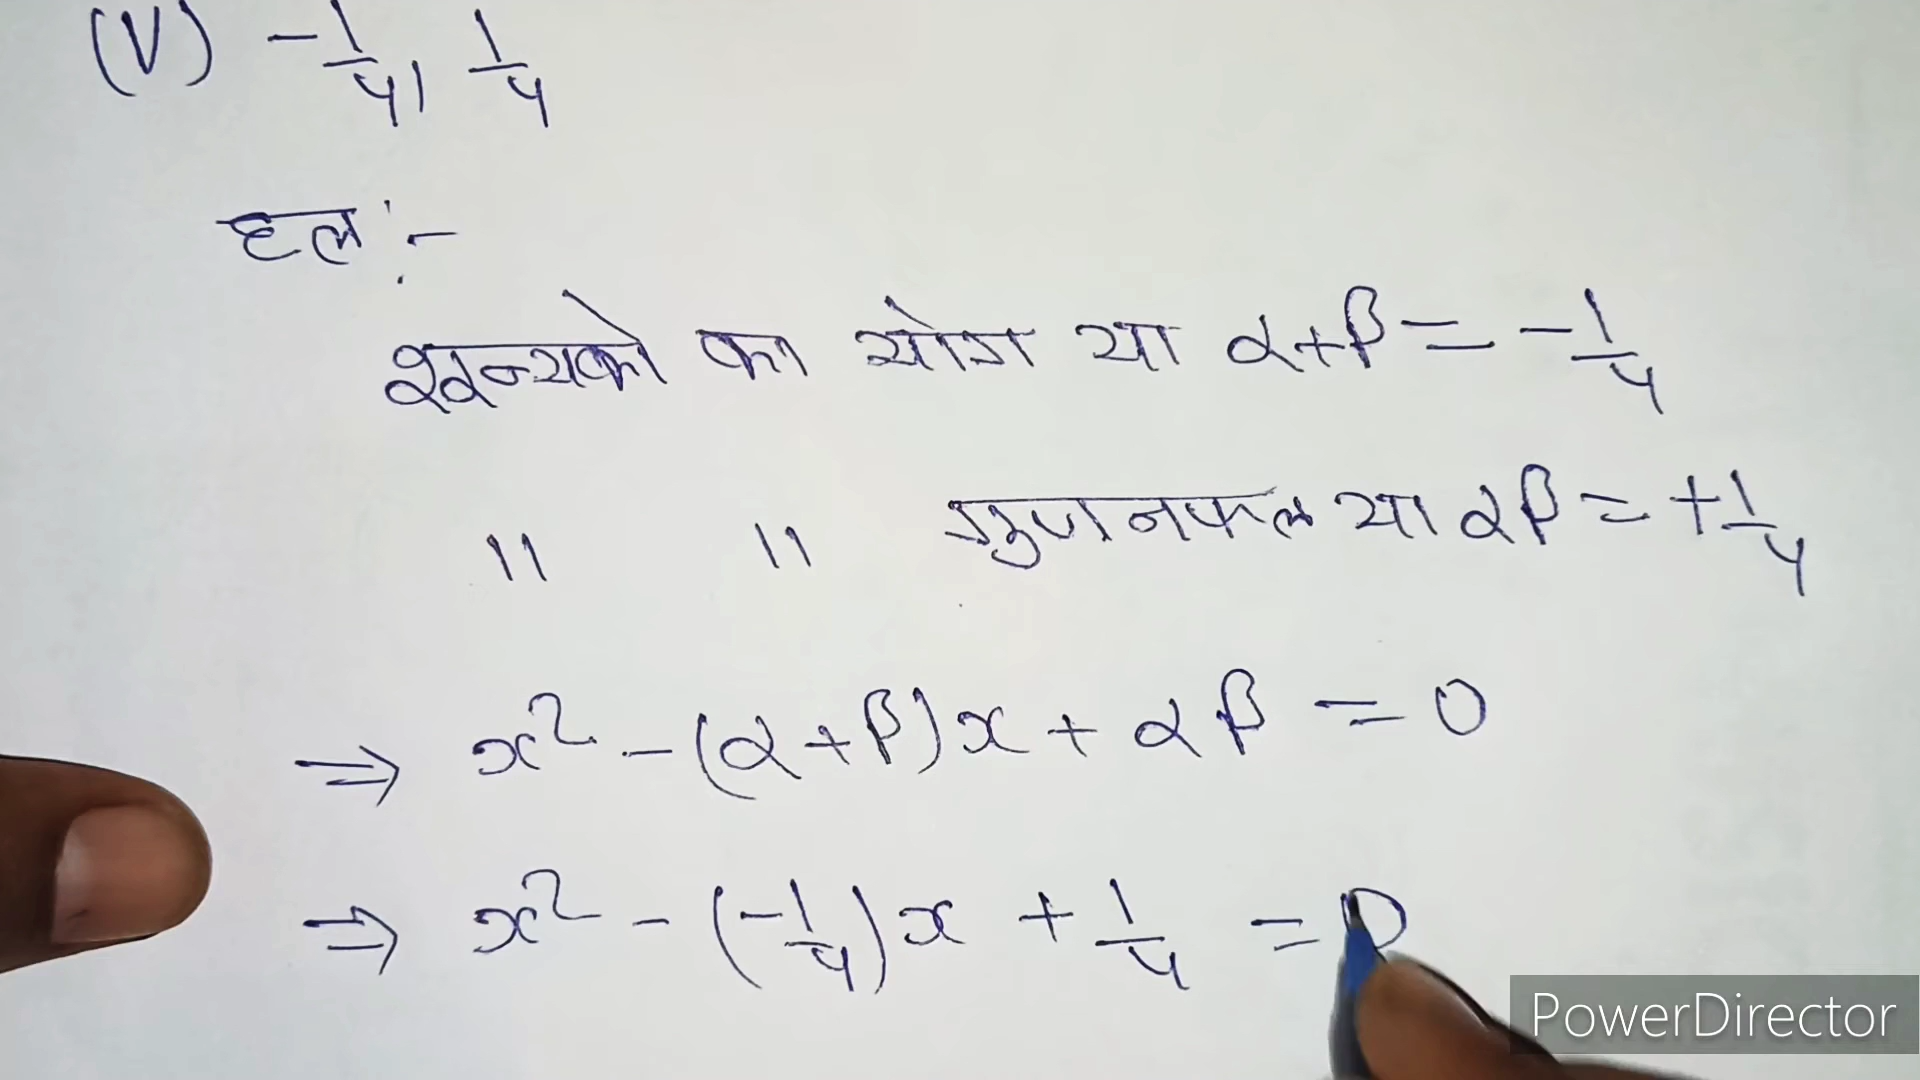 (V) -1/4, 1/4
हल :-
शून्यको का योग या α+β = -1/4
" " गुणनफल या αβ = +1/4
⇒ x² - (α+β)x + αβ = 0
⇒ x² - (-1/4)x + 1/4 = 0
PowerDirector